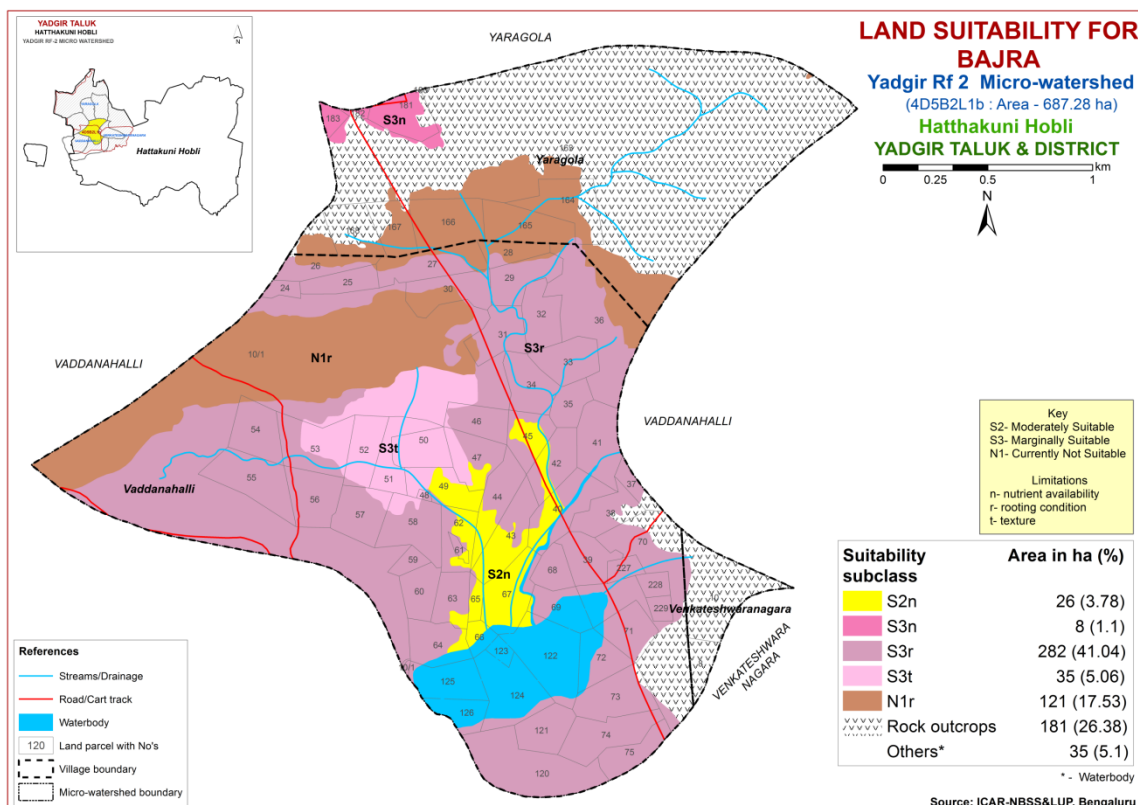 YADGIR TALUK
HATTHAKUNI HOBLI
YADGIR RF-2 MICRO WATERSHED
N
Hattakuni Hobli
LAND SUITABILITY FOR
BAJRA
Yadgir Rf 2 Micro-watershed
(4D5B2L1b : Area - 687.28 ha)
Hatthakuni Hobli
YADGIR TALUK & DISTRICT
km
0 0.25 0.5 1
N
YARAGOLA
181
183
S3n
163
Yaragola
164
166
167
165
168
28
26
27
29
25
24
30
32
36
31
S3r
10/1
N1r
33
VADDANAHALLI
34
35
VADDANAHALLI
54
46
45
50
53
52
S3t
41
47
42
51
55
49
37
Vaddanahalli
48
44
56
40
57
38
58
62
43
70
61
59
39
S2n
68
227
60
228
63
65
67
69
Venkateshwaranagara
229
10
71
66
64
123
122
72
10/1
125
124
73
126
121
74
75
120
VENKATESHWARA
NAGARA
Key
S2- Moderately Suitable
S3- Marginally Suitable
N1- Currently Not Suitable
Limitations
n- nutrient availability
r- rooting condition
t- texture
Suitability subclass Area in ha (%)
S2n 26 (3.78)
S3n 8 (1.1)
S3r 282 (41.04)
S3t 35 (5.06)
N1r 121 (17.53)
Rock outcrops 181 (26.38)
Others* 35 (5.1)
* - Waterbody
Source: ICAR-NBSS&LUP, Bengaluru
References
Streams/Drainage
Road/Cart track
Waterbody
120 Land parcel with No's
Village boundary
Micro-watershed boundary